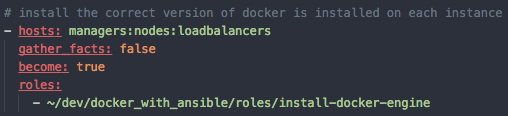 # install the correct version of docker is installed on each instance
- hosts: managers:nodes:loadbalancers
  gather_facts: false
  become: true
  roles:
    - ~/dev/docker_with_ansible/roles/install-docker-engine